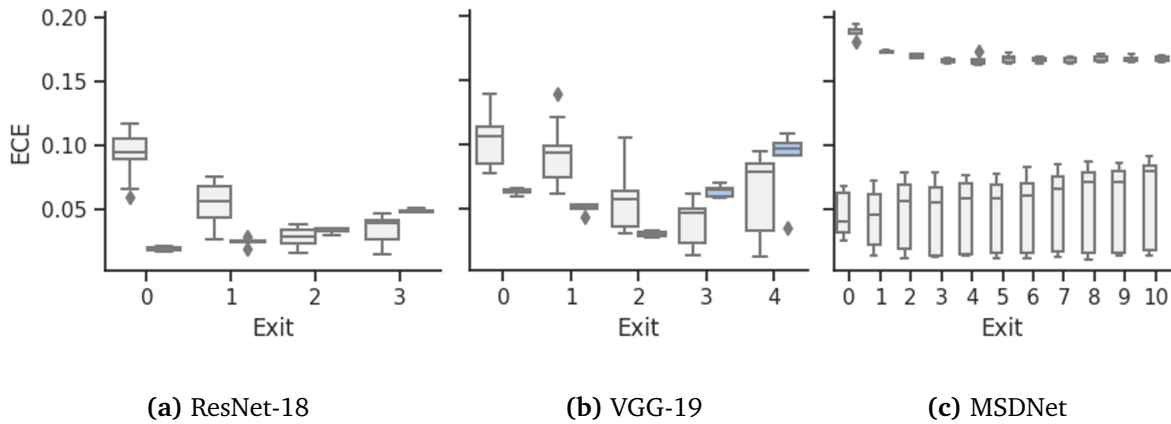 ECE
0.20
0.15
0.10
0.05
0 1 2 3
Exit
0 1 2 3 4
Exit
0 1 2 3 4 5 6 7 8 9 10
Exit
(a) ResNet-18
(b) VGG-19
(c) MSDNet